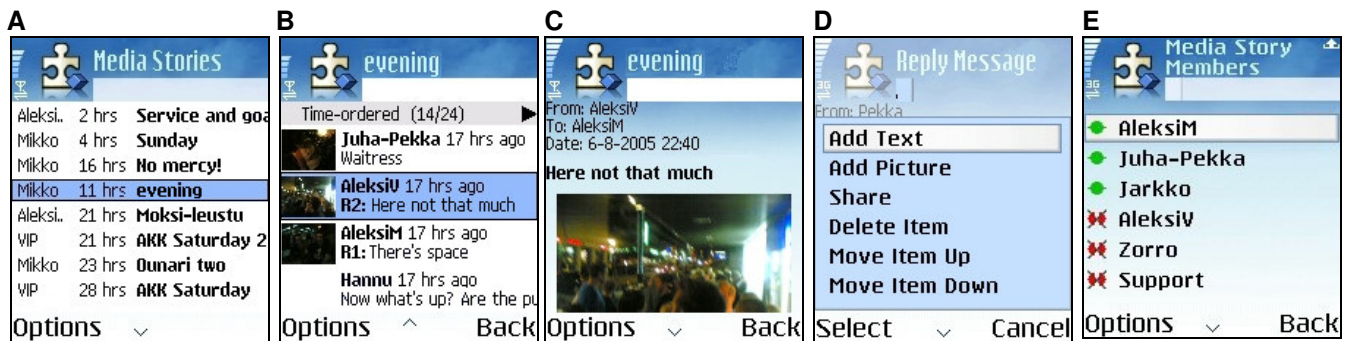 A
Media Stories
Aleksi.. 2 hrs Service and goa
Mikko 4 hrs Sunday
Mikko 16 hrs No mercy!
Mikko 11 hrs evening
Aleksi.. 21 hrs Moksi-leustu
VIP 21 hrs AKK Saturday 2
Mikko 23 hrs Ounari two
VIP 28 hrs AKK Saturday
Options
B
evening
Time-ordered (14/24)
Juha-Pekka 17 hrs ago
Waitress
AleksiV 17 hrs ago
R2: Here not that much
AleksiM 17 hrs ago
R1: There's space
Hannu 17 hrs ago
Now what's up? Are the pu
Options Back
C
evening
From: AleksiV
To: AleksiM
Date: 6-8-2005 22:40
Here not that much
Options Back
D
3G
Reply Message
From: Pekka
Add Text
Add Picture
Share
Delete Item
Move Item Up
Move Item Down
Select Cancel
E
3G
Media Story
Members
AleksiM
Juha-Pekka
Jarkko
AleksiV
Zorro
Support
Options Back